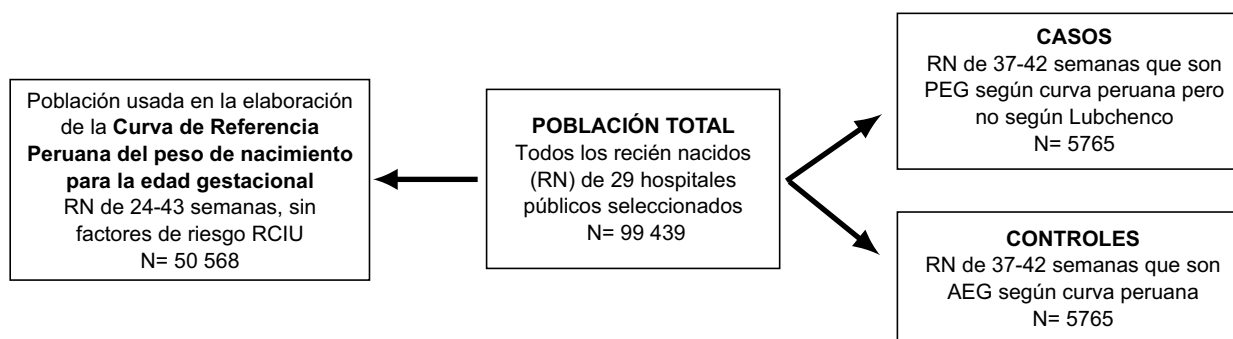 Población usada en la elaboración
de la Curva de Referencia
Peruana del peso de nacimiento
para la edad gestacional
RN de 24-43 semanas, sin
factores de riesgo RCIU
N= 50 568
POBLACIÓN TOTAL
Todos los recién nacidos
(RN) de 29 hospitales
públicos seleccionados
N= 99 439
CASOS
RN de 37-42 semanas que son
PEG según curva peruana pero
no según Lubchenco
N= 5765
CONTROLES
RN de 37-42 semanas que son
AEG según curva peruana
N= 5765